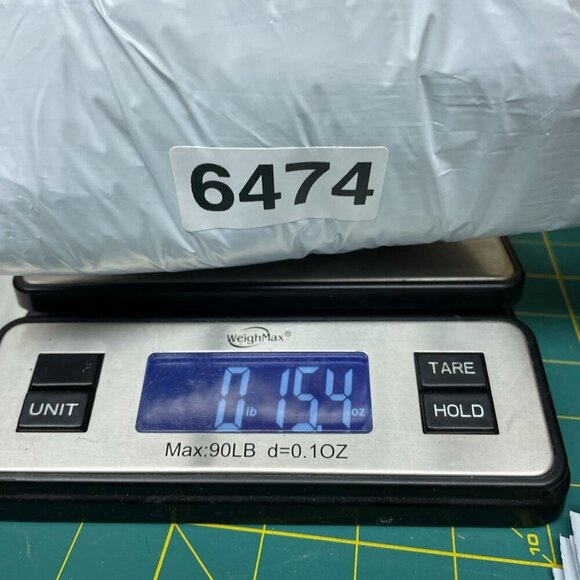 6474
WeighMax®
UNIT
0 lb 15.4 oz
TARE
HOLD
Max:90LB d=0.1OZ
10